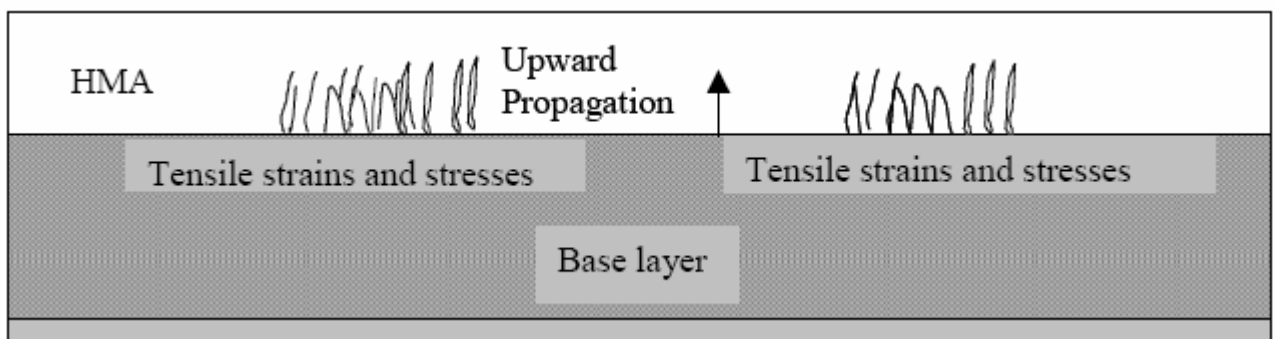 HMA
Upward
Propagation
Tensile strains and stresses
Tensile strains and stresses
Base layer